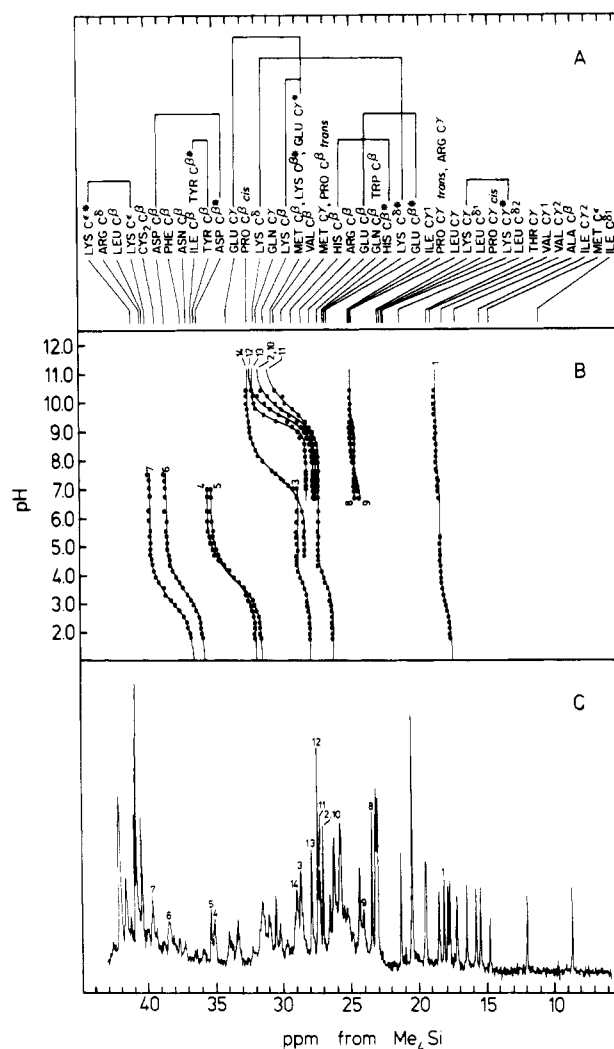 A
LYS Cε*
ARG Cδ
LEU Cβ
LYS Cε
CYS2 Cβ
ASP Cβ
PHE Cβ
ASN Cβ
ILE Cβ, TYR Cβ*
TYR Cβ
ASP Cβ*
GLU Cγ
PRO Cβ cis
LYS Cδ
GLN Cγ
LYS Cβ
MET Cβ, LYS Cβ*, GLU Cγ*
VAL Cβ
MET Cγ, PRO Cβ trans
HIS Cβ
ARG Cβ
GLU Cβ
GLN Cβ, TRP Cβ
HIS Cβ*
LYS Cδ*
GLU Cβ*
ILE Cγ1
PRO Cγ trans, ARG Cγ
LEU Cγ
LYS Cγ
LEU Cδ1
PRO Cγ cis
LYS Cγ*
LEU Cδ2
THR Cγ
VAL Cγ1
VAL Cγ2
ALA Cβ
ILE Cγ2
MET Cε
ILE Cδ1
B
pH
12.0
11.0
10.0
9.0
8.0
7.0
6.0
5.0
4.0
3.0
2.0
14 12 13 2,10 11
1
7 6
4 5
3
8 9
C
12
11
2,10
13
3
14
8
9
7
6
5
4
1
40 35 30 25 20 15 10
ppm from Me4Si